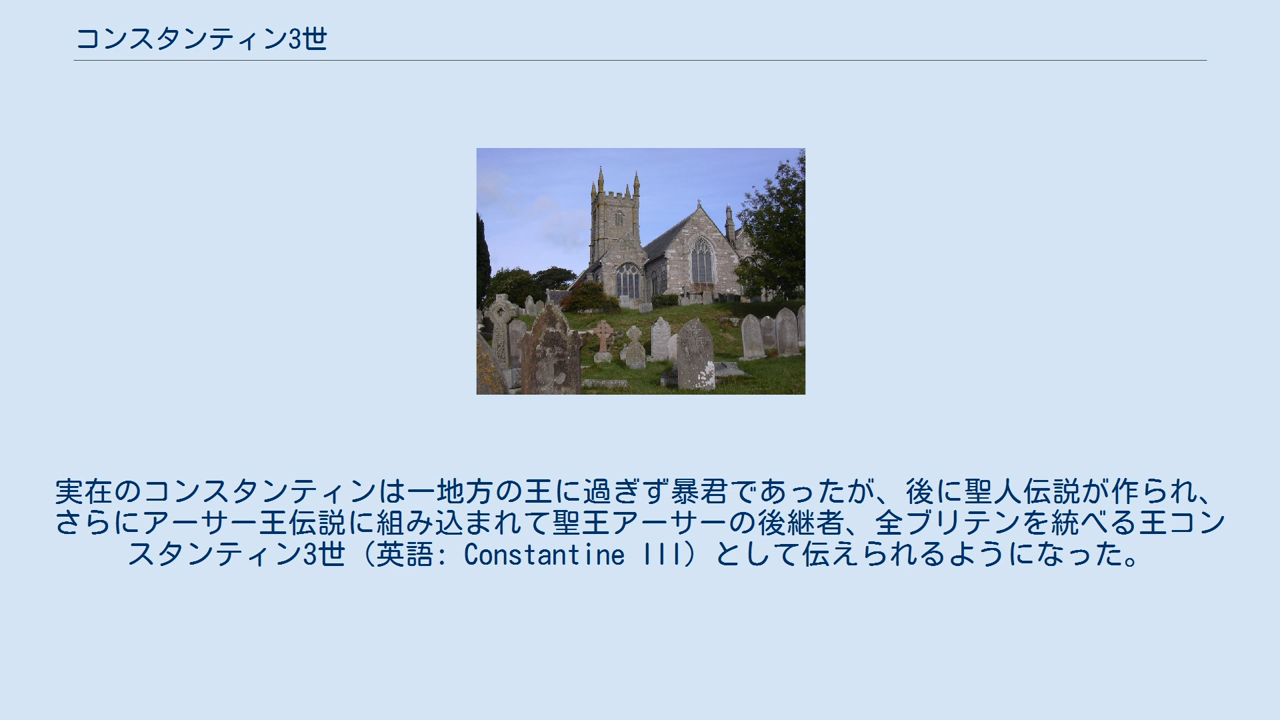 コンスタンティン3世
実在のコンスタンティンは一地方の王に過ぎず暴君であったが、後に聖人伝説が作られ、
さらにアーサー王伝説に組み込まれて聖王アーサーの後継者、全ブリテンを統べる王コン
スタンティン3世（英語: Constantine III）として伝えられるようになった。